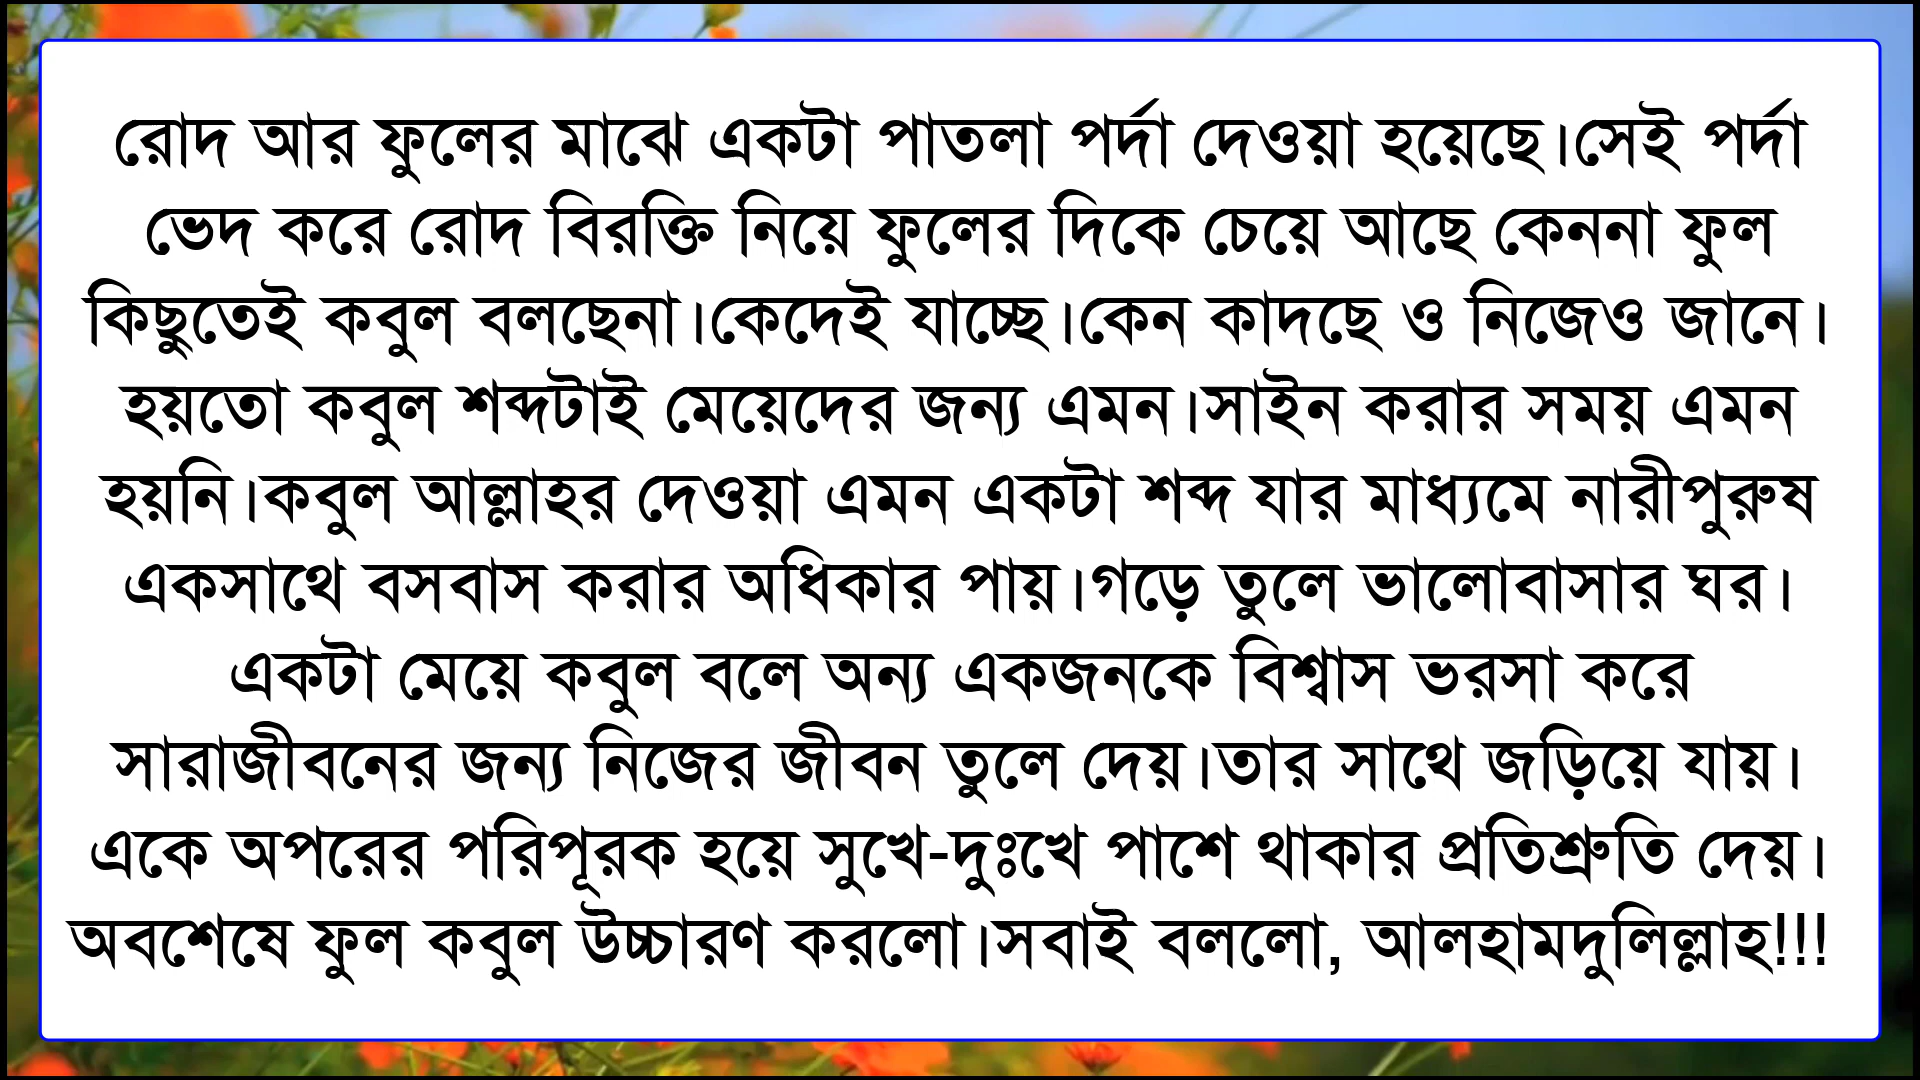 রোদ আর ফুলের মাঝে একটা পাতলা পর্দা দেওয়া হয়েছে।সেই পর্দা
ভেদ করে রোদ বিরক্তি নিয়ে ফুলের দিকে চেয়ে আছে কেননা ফুল
কিছুতেই কবুল বলছেনা।কেদেই যাচ্ছে।কেন কাদছে ও নিজেও জানে।
হয়তো কবুল শব্দটাই মেয়েদের জন্য এমন।সাইন করার সময় এমন
হয়নি।কবুল আল্লাহর দেওয়া এমন একটা শব্দ যার মাধ্যমে নারীপুরুষ
একসাথে বসবাস করার অধিকার পায়।গড়ে তুলে ভালোবাসার ঘর।
একটা মেয়ে কবুল বলে অন্য একজনকে বিশ্বাস ভরসা করে
সারাজীবনের জন্য নিজের জীবন তুলে দেয়।তার সাথে জড়িয়ে যায়।
একে অপরের পরিপূরক হয়ে সুখে-দুঃখে পাশে থাকার প্রতিশ্রুতি দেয়।
অবশেষে ফুল কবুল উচ্চারণ করলো।সবাই বললো, আলহামদুলিল্লাহ!!!